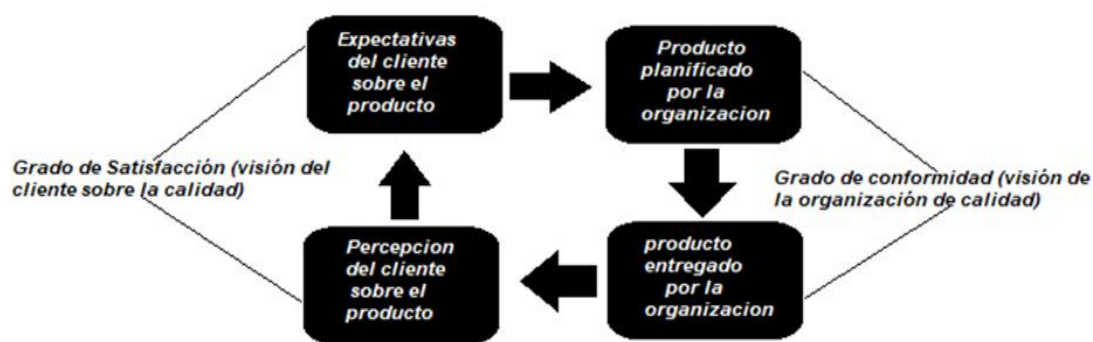 Expectativas
del cliente
sobre el
producto
Producto
planificado
por la
organizacion
Grado de Satisfacción (visión del
cliente sobre la calidad)
Grado de conformidad (visión de
la organización de calidad)
Percepcion
del cliente
sobre el
producto
producto
entregado
por la
organizacion